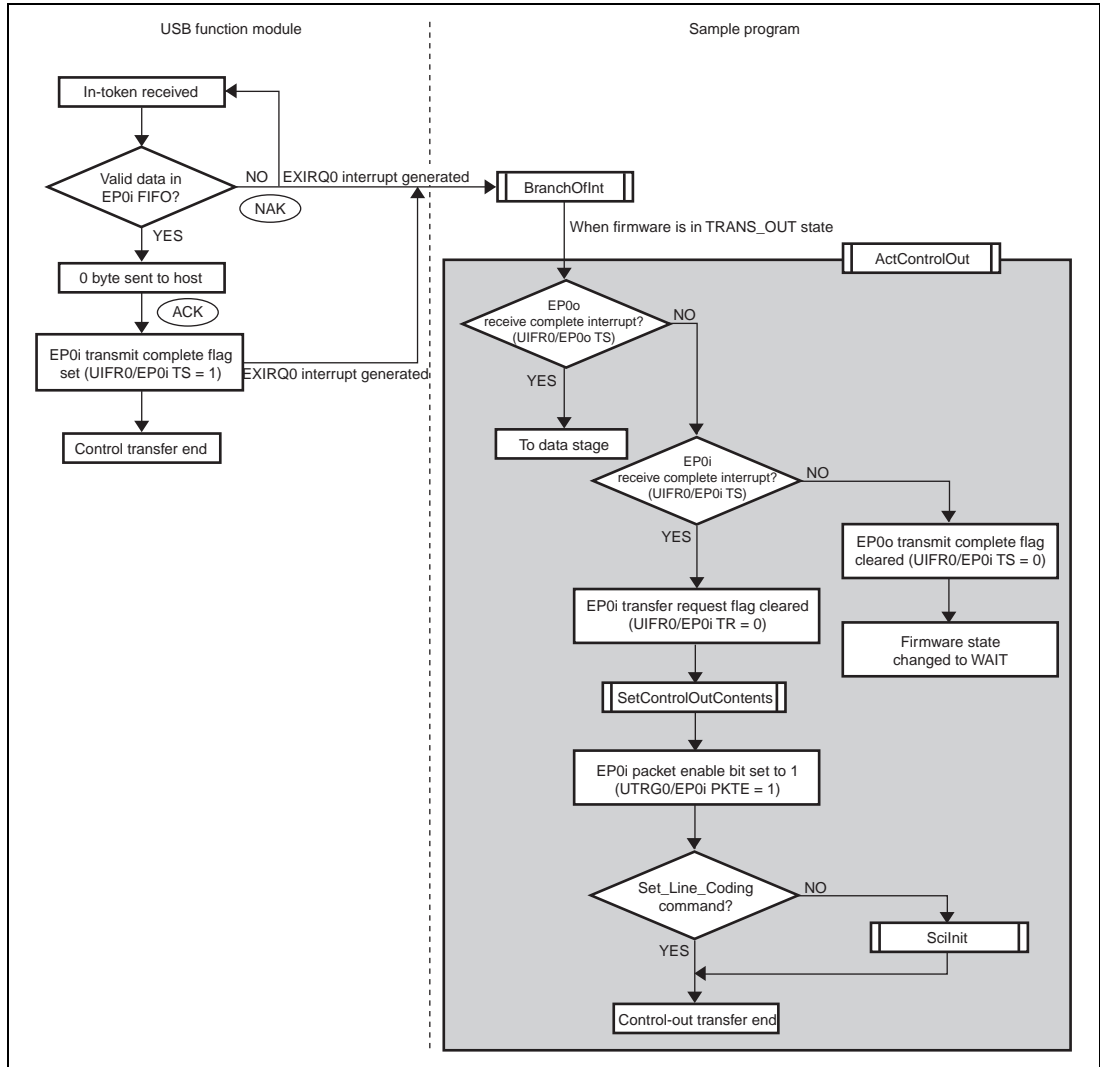 USB function module
Sample program
In-token received
Valid data in
EP0i FIFO?
NO
EXIRQ0 interrupt generated
NAK
YES
0 byte sent to host
ACK
EP0i transmit complete flag
set (UIFR0/EP0i TS = 1)
EXIRQ0 interrupt generated
Control transfer end
BranchOfInt
When firmware is in TRANS_OUT state
ActControlOut
EP0o
receive complete interrupt?
(UIFR0/EP0o TS)
NO
YES
To data stage
EP0i
receive complete interrupt?
(UIFR0/EP0i TS)
NO
YES
EP0o transmit complete flag
cleared (UIFR0/EP0i TS = 0)
Firmware state
changed to WAIT
EP0i transfer request flag cleared
(UIFR0/EP0i TR = 0)
SetControlOutContents
EP0i packet enable bit set to 1
(UTRG0/EP0i PKTE = 1)
Set_Line_Coding
command?
NO
YES
SciInit
Control-out transfer end